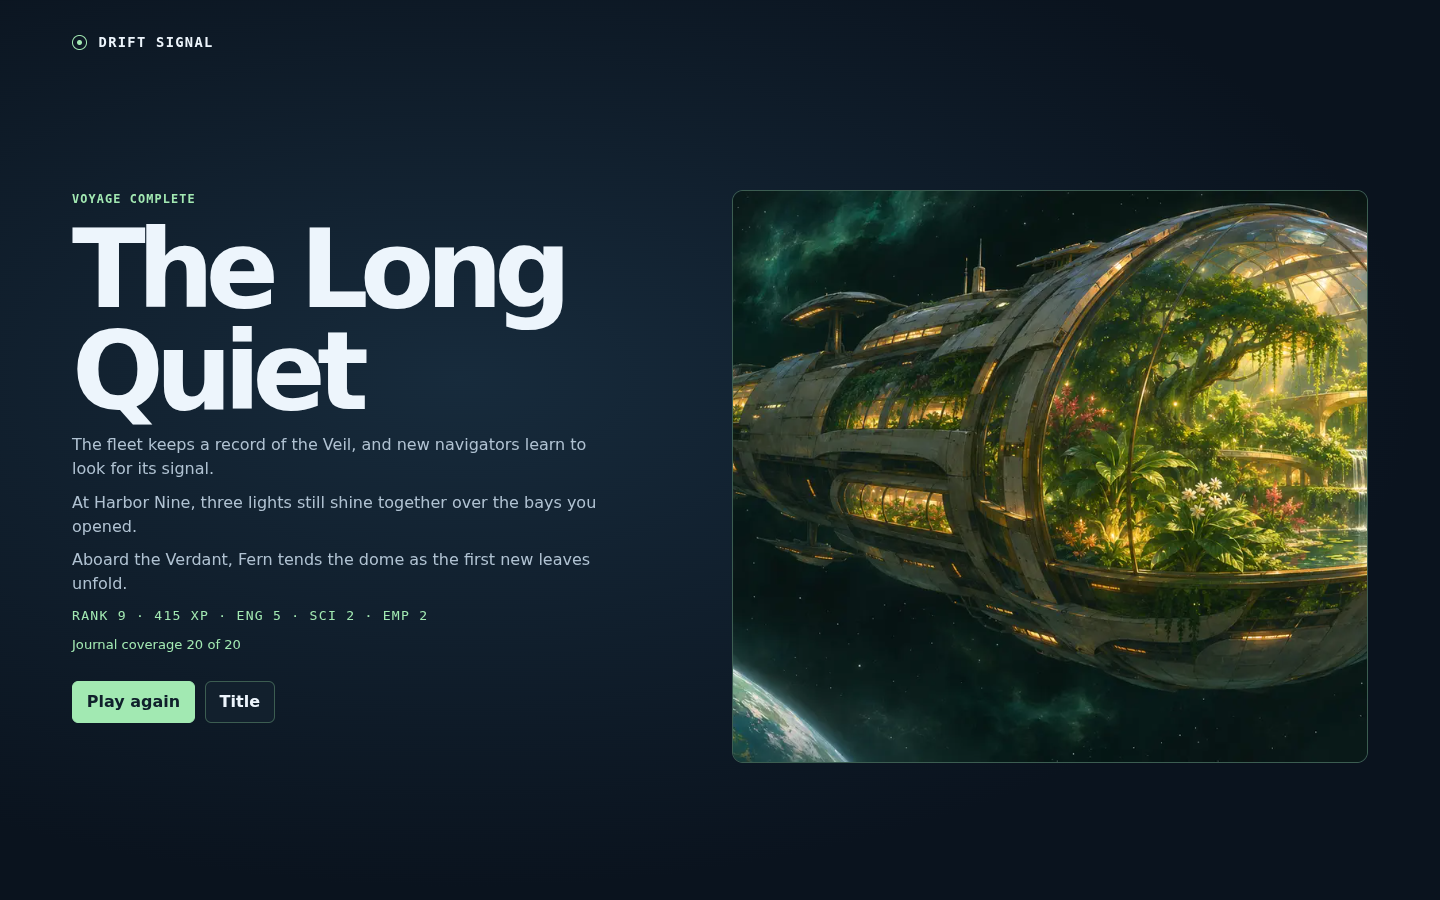 DRIFT SIGNAL
VOYAGE COMPLETE
The Long
Quiet
The fleet keeps a record of the Veil, and new navigators learn to
look for its signal.
At Harbor Nine, three lights still shine together over the bays you
opened.
Aboard the Verdant, Fern tends the dome as the first new leaves
unfold.
RANK 9 · 415 XP · ENG 5 · SCI 2 · EMP 2
Journal coverage 20 of 20
Play again Title